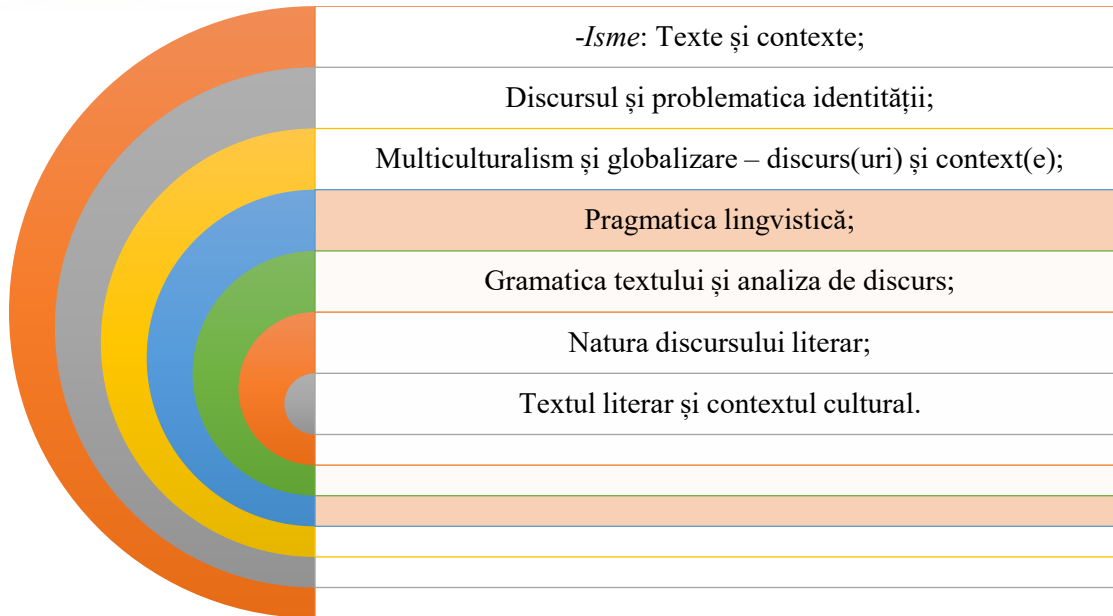 -Isme: Texte și contexte;
Discursul și problematica identității;
Multiculturalism și globalizare – discurs(uri) și context(e);
Pragmatica lingvistică;
Gramatica textului și analiza de discurs;
Natura discursului literar;
Textul literar și contextul cultural.